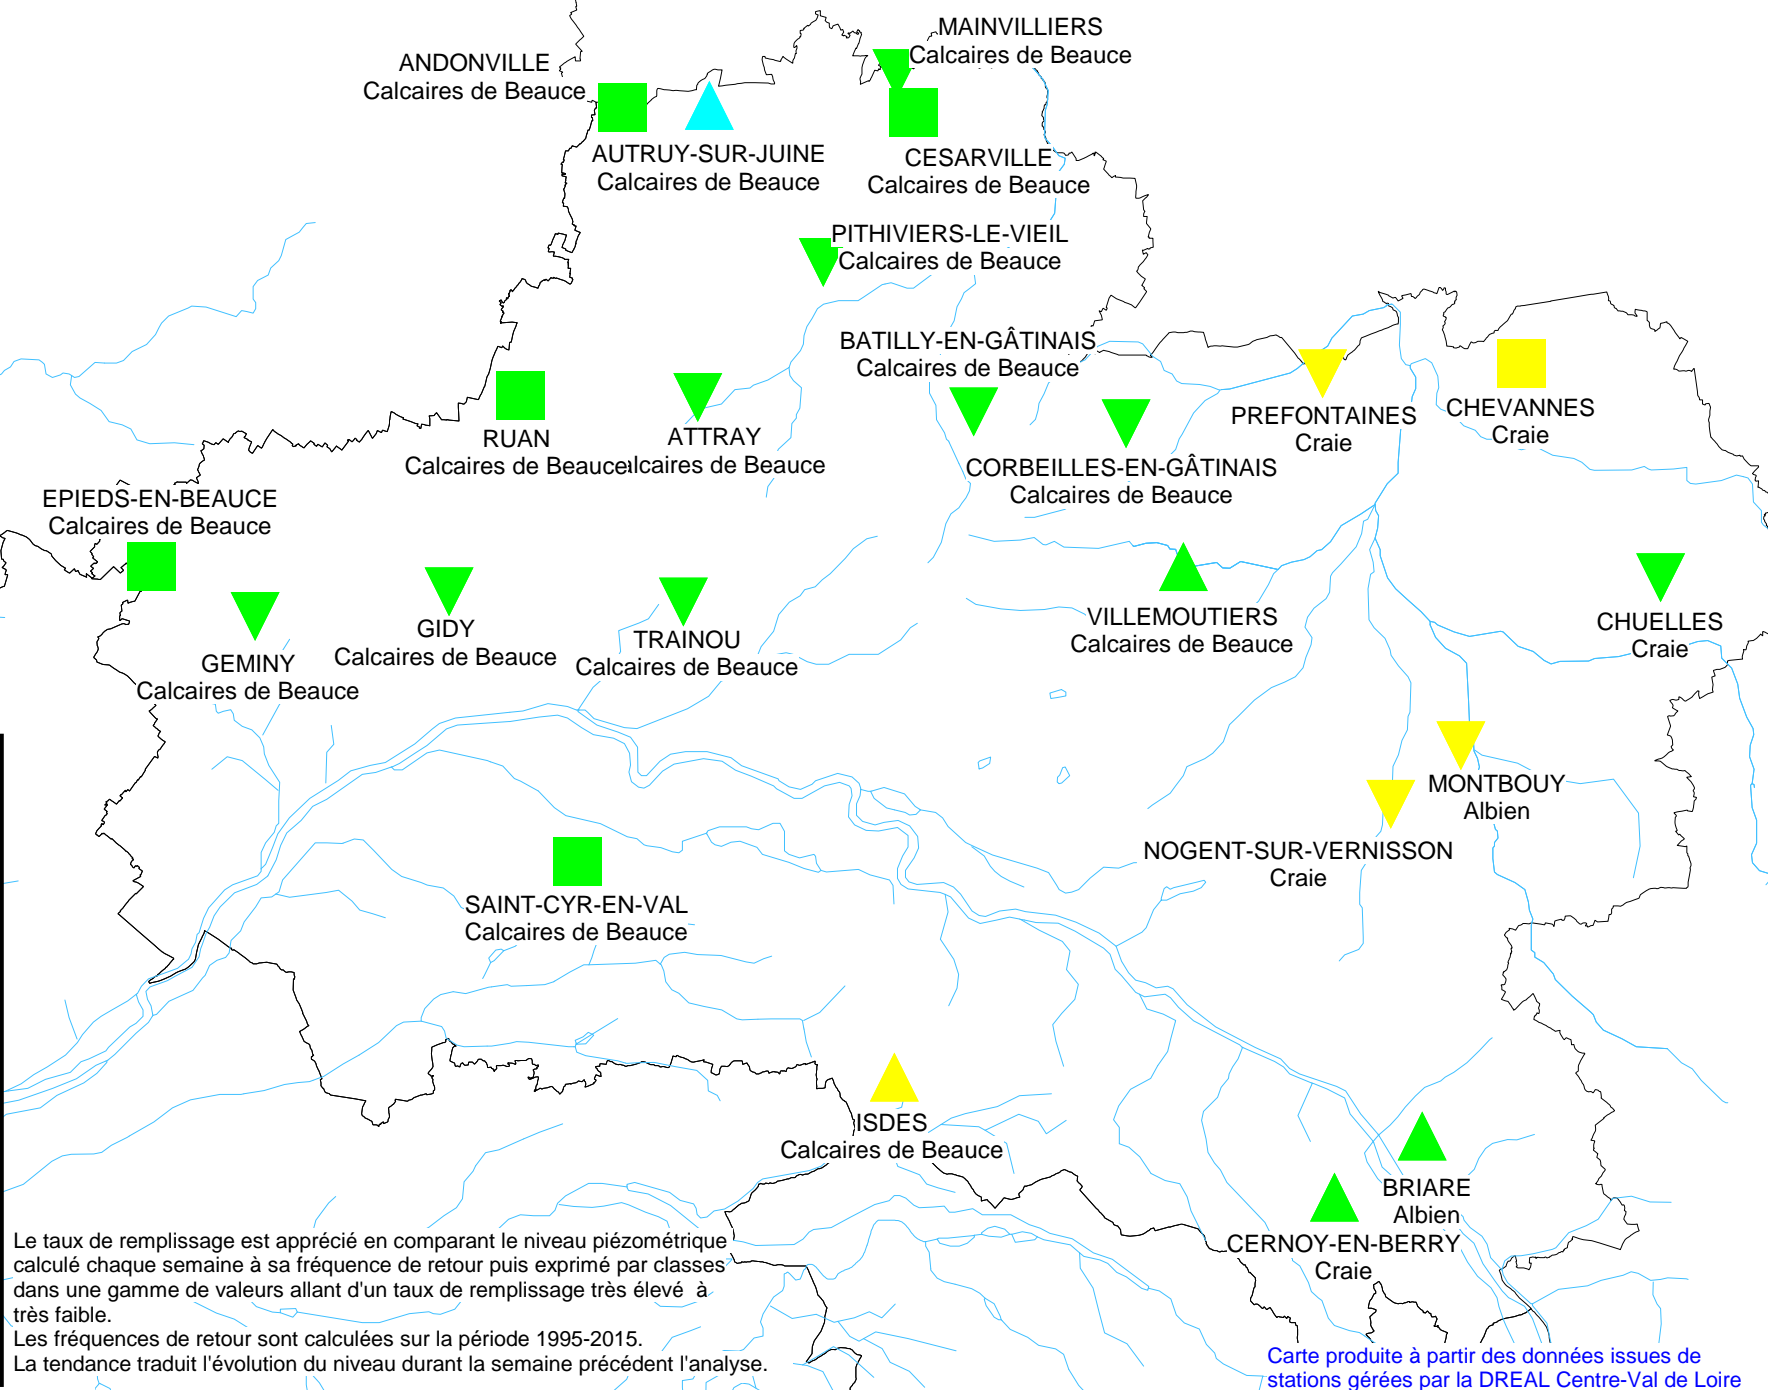 MAINVILLIERS
Calcaires de Beauce
ANDONVILLE
Calcaires de Beauce
AUTRUY-SUR-JUINE
Calcaires de Beauce
CESARVILLE
Calcaires de Beauce
PITHIVIERS-LE-VIEIL
Calcaires de Beauce
BATILLY-EN-GÂTINAIS
Calcaires de Beauce
PREFONTAINES
Craie
CHEVANNES
Craie
RUAN
Calcaires de Beauce
ATTRAY
alcaires de Beauce
CORBEILLES-EN-GÂTINAIS
Calcaires de Beauce
EPIEDS-EN-BEAUCE
Calcaires de Beauce
GEMINY
Calcaires de Beauce
GIDY
Calcaires de Beauce
TRAINOU
Calcaires de Beauce
VILLEMOUTIERS
Calcaires de Beauce
CHUELLES
Craie
MONTBOUY
Albien
NOGENT-SUR-VERNISSON
Craie
SAINT-CYR-EN-VAL
Calcaires de Beauce
ISDES
Calcaires de Beauce
BRIARE
Albien
CERNOY-EN-BERRY
Craie
Le taux de remplissage est apprécié en comparant le niveau piézométrique
calculé chaque semaine à sa fréquence de retour puis exprimé par classes
dans une gamme de valeurs allant d'un taux de remplissage très élevé à
très faible.
Les fréquences de retour sont calculées sur la période 1995-2015.
La tendance traduit l'évolution du niveau durant la semaine précédent l'analyse.
Carte produite à partir des données issues de
stations gérées par la DREAL Centre-Val de Loire